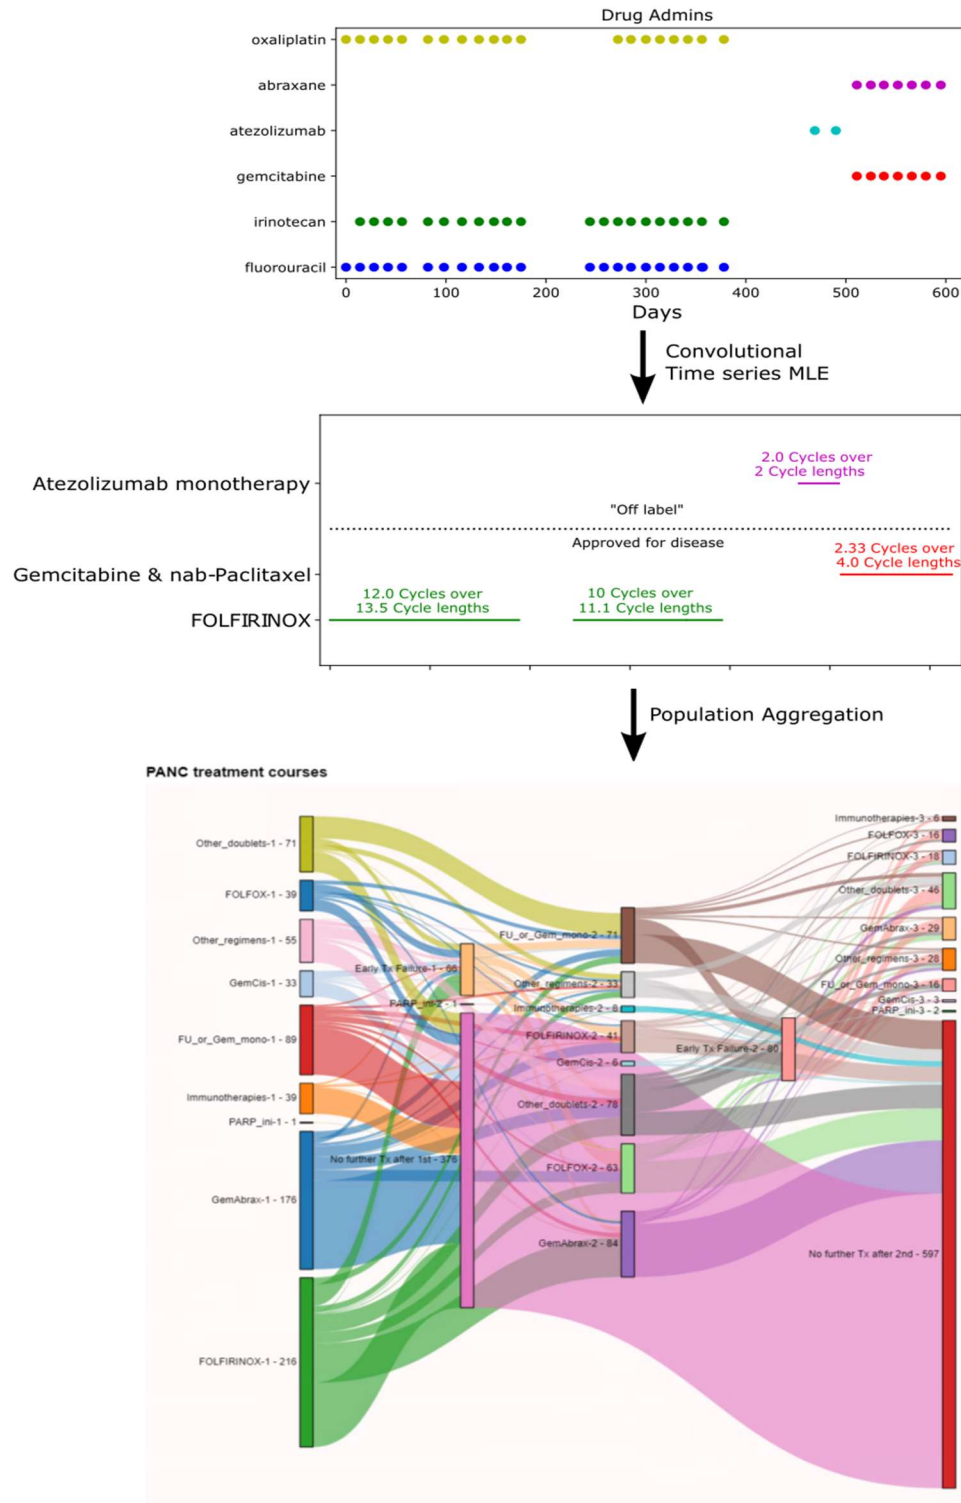 Drug Admins
oxaliplatin
abraxane
atezolizumab
gemcitabine
irinotecan
fluorouracil
0 100 200 300 400 500 600
Days
Convolutional
Time series MLE
2.0 Cycles over
2 Cycle lengths
Atezolizumab monotherapy
"Off label"
Approved for disease
2.33 Cycles over
4.0 Cycle lengths
Gemcitabine & nab-Paclitaxel
12.0 Cycles over
13.5 Cycle lengths
10 Cycles over
11.1 Cycle lengths
FOLFIRINOX
Population Aggregation
PANC treatment courses
Other_doublets-1 - 71
FOLFOX-1 - 39
Other_regimens-1 - 55
GemCis-1 - 33
FU_or_Gem_mono-1 - 89
Immunotherapies-1 - 39
PARP_ini-1 - 1
GemAbrax-1 - 176
FOLFIRINOX-1 - 216
Early Tx Failure-1 - 66
PARP_ini-2 - 1
No further Tx after 1st - 376
FU_or_Gem_mono-2 - 71
Other_regimens-2 - 33
Immunotherapies-2 - 8
FOLFIRINOX-2 - 41
GemCis-2 - 6
Other_doublets-2 - 78
FOLFOX-2 - 63
GemAbrax-2 - 84
Early Tx Failure-2 - 80
Immunotherapies-3 - 6
FOLFOX-3 - 16
FOLFIRINOX-3 - 18
Other_doublets-3 - 46
GemAbrax-3 - 29
Other_regimens-3 - 28
FU_or_Gem_mono-3 - 16
GemCis-3 - 3
PARP_ini-3 - 2
No further Tx after 2nd - 597